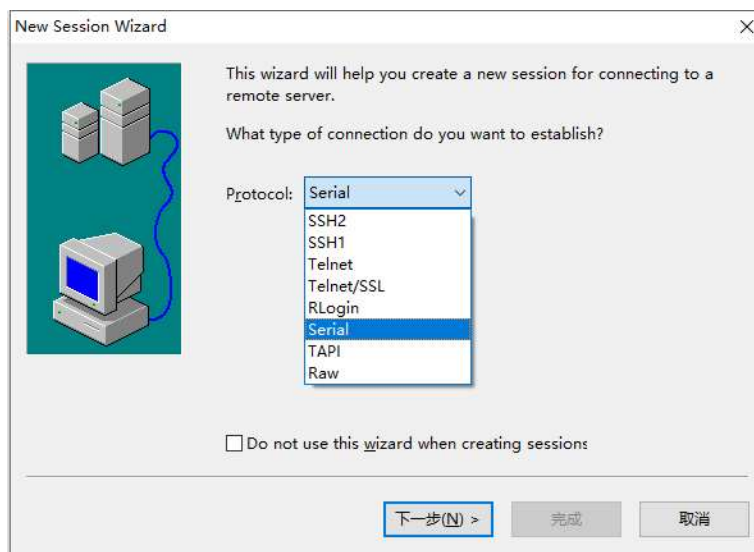 New Session Wizard
This wizard will help you create a new session for connecting to a
remote server.
What type of connection do you want to establish?
Protocol: Serial
SSH2
SSH1
Telnet
Telnet/SSL
RLogin
Serial
TAPI
Raw
Do not use this wizard when creating sessions
下一步(N) > 完成 取消